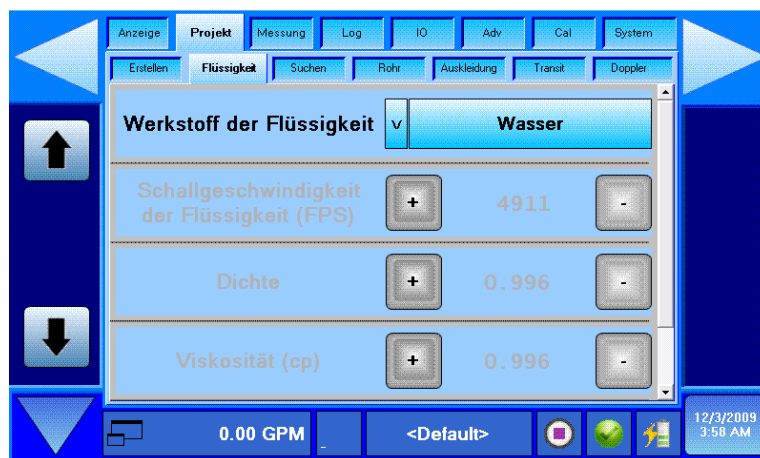 Anzeige Projekt Messung Log IO Adv Cal System
Erstellen Flüssigkeit Suchen Rohr Auskleidung Transit Doppler
Werkstoff der Flüssigkeit v Wasser
Schallgeschwindigkeit
der Flüssigkeit (FPS) + 4911 -
Dichte + 0.996 -
Viskosität (cp) + 0.996 -
0.00 GPM _ <Default>
12/3/2009
3:58 AM